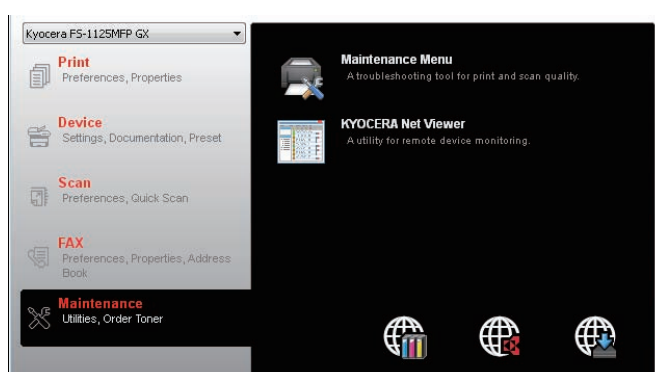 Kyocera FS-1125MFP GX
Print
Preferences, Properties
Device
Settings, Documentation, Preset
Scan
Preferences, Quick Scan
FAX
Preferences, Properties, Address
Book
Maintenance
Utilities, Order Toner
Maintenance Menu
A troubleshooting tool for print and scan quality.
KYOCERA Net Viewer
A utility for remote device monitoring.